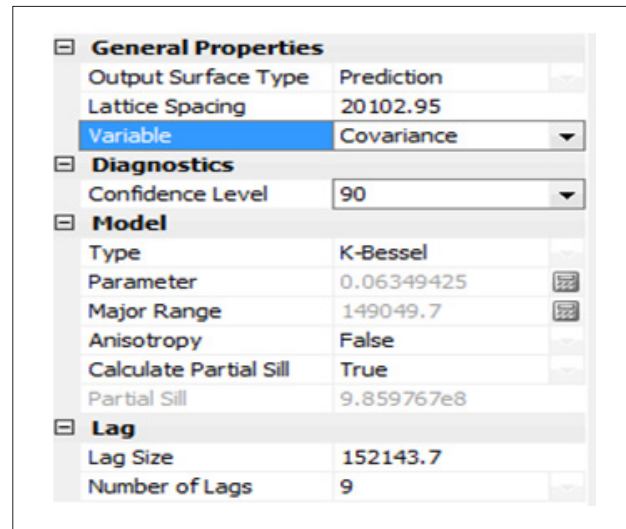 General Properties
Output Surface Type Prediction
Lattice Spacing 20102.95
Variable Covariance
Diagnostics
Confidence Level 90
Model
Type K-Bessel
Parameter 0.06349425
Major Range 149049.7
Anisotropy False
Calculate Partial Sill True
Partial Sill 9.859767e8
Lag
Lag Size 152143.7
Number of Lags 9